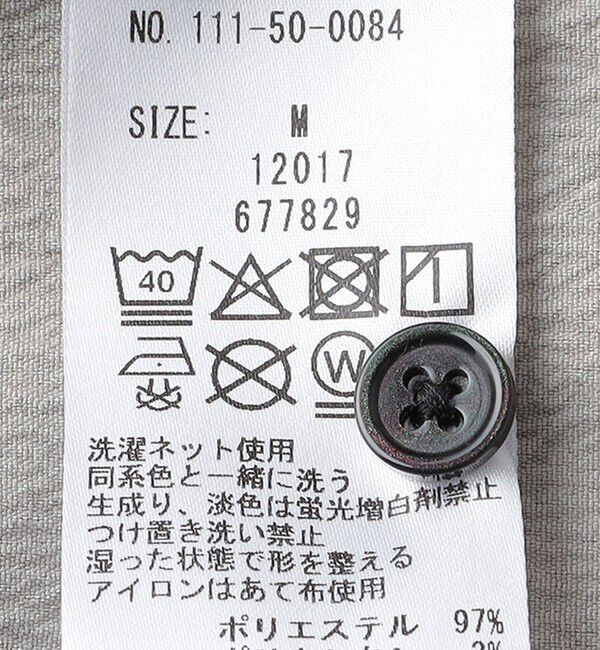 NO. 111-50-0084
SIZE: M
12017
677829
40
W
洗濯ネット使用
同系色と一緒に洗う
生成り、淡色は蛍光増白剤禁止
つけ置き洗い禁止
湿った状態で形を整える
アイロンはあて布使用
ポリエステル 97%